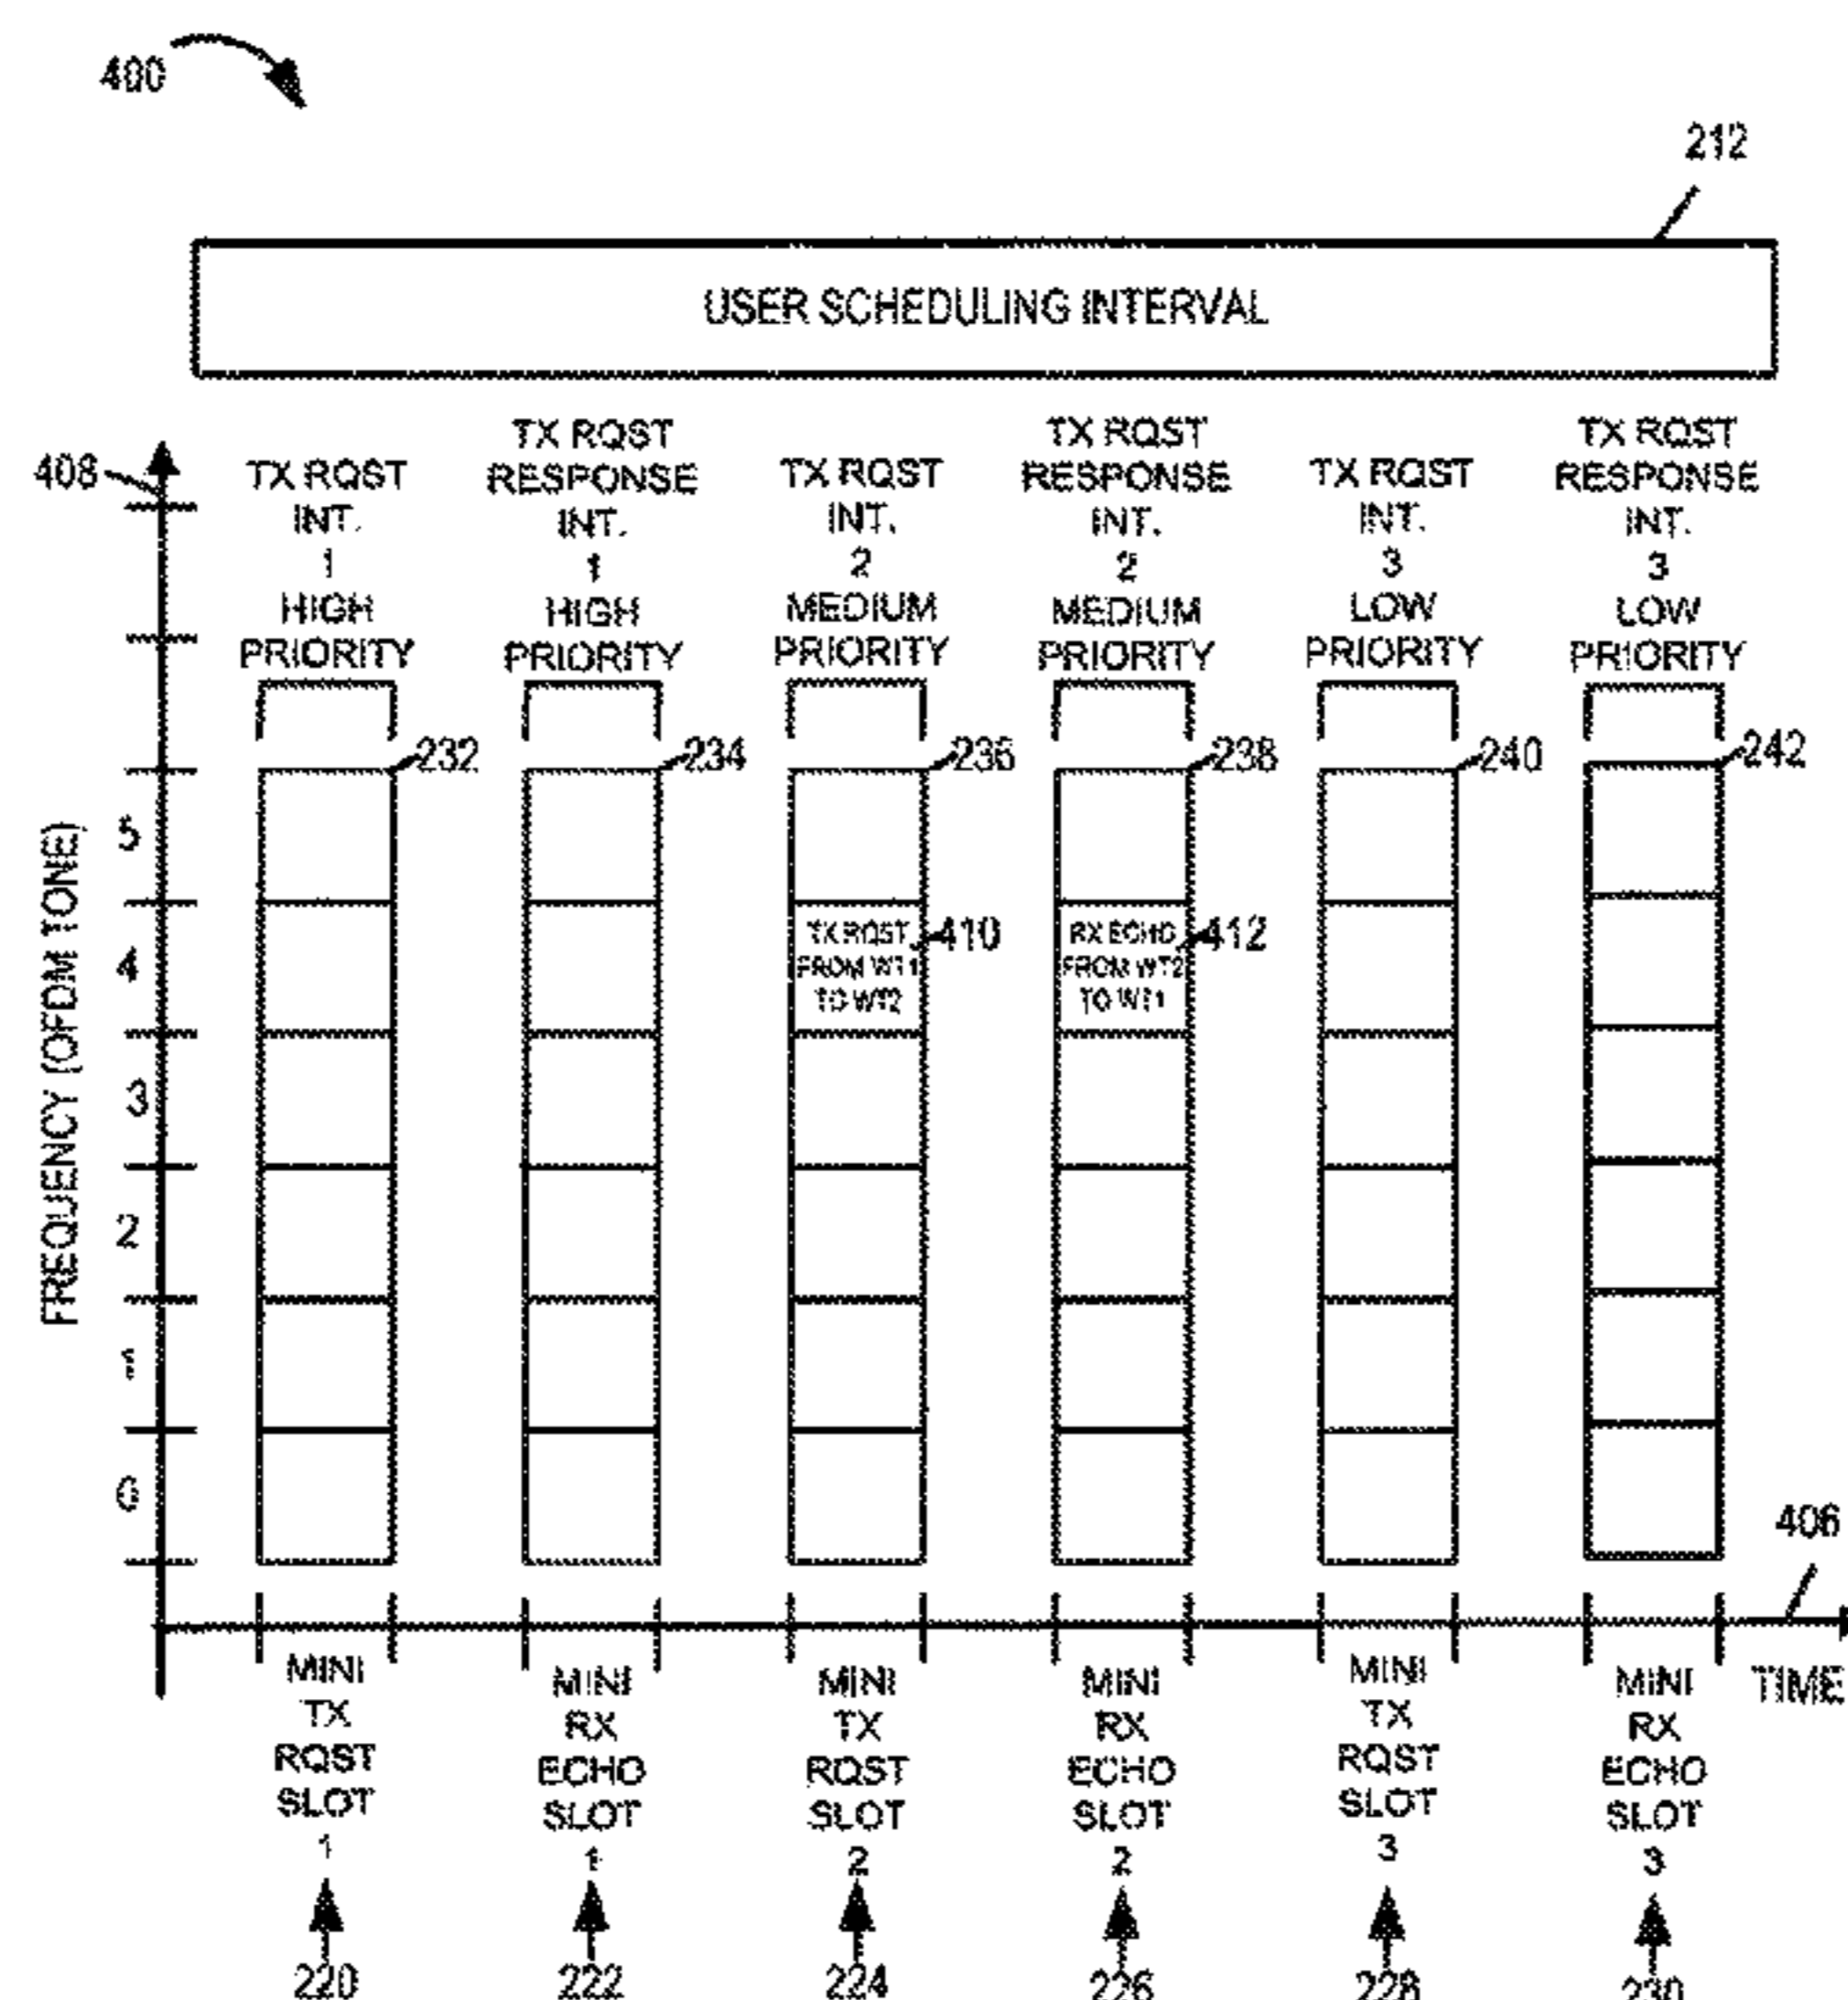 400
212
USER SCHEDULING INTERVAL
408
TX RQST
INT.
1
HIGH
PRIORITY
TX RQST
RESPONSE
INT.
1
HIGH
PRIORITY
TX RQST
INT.
2
MEDIUM
PRIORITY
TX RQST
RESPONSE
INT.
2
MEDIUM
PRIORITY
TX RQST
INT.
3
LOW
PRIORITY
TX RQST
RESPONSE
INT.
3
LOW
PRIORITY
232
234
236
238
240
242
FREQUENCY (OFDM TONE)
5
4
3
2
1
0
TX RQST
FROM WT1
TO WT2
410
RX ECHO
FROM WT2
TO WT1
412
406
TIME
MINI
TX
RQST
SLOT
1
MINI
RX
ECHO
SLOT
1
MINI
TX
RQST
SLOT
2
MINI
RX
ECHO
SLOT
2
MINI
TX
RQST
SLOT
3
MINI
RX
ECHO
SLOT
3
220
222
224
226
228
230